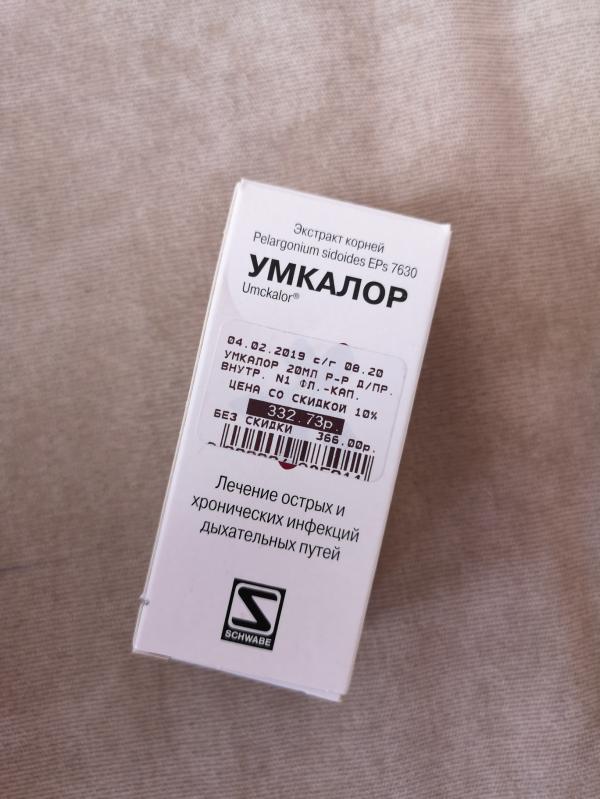 Экстракт корней
Pelargonium sidoides EPs 7630
УМКАЛОР
Umckalor®
04.02.2019 с/г 08.20
УМКАЛОР 20МЛ Р-Р Д/ПР.
ВНУТР. N1 ФЛ.-КАП.
ЦЕНА СО СКИДКОЙ 10%
332.73р.
БЕЗ СКИДКИ 366.00р.
Лечение острых и
хронических инфекций
дыхательных путей
SCHWABE